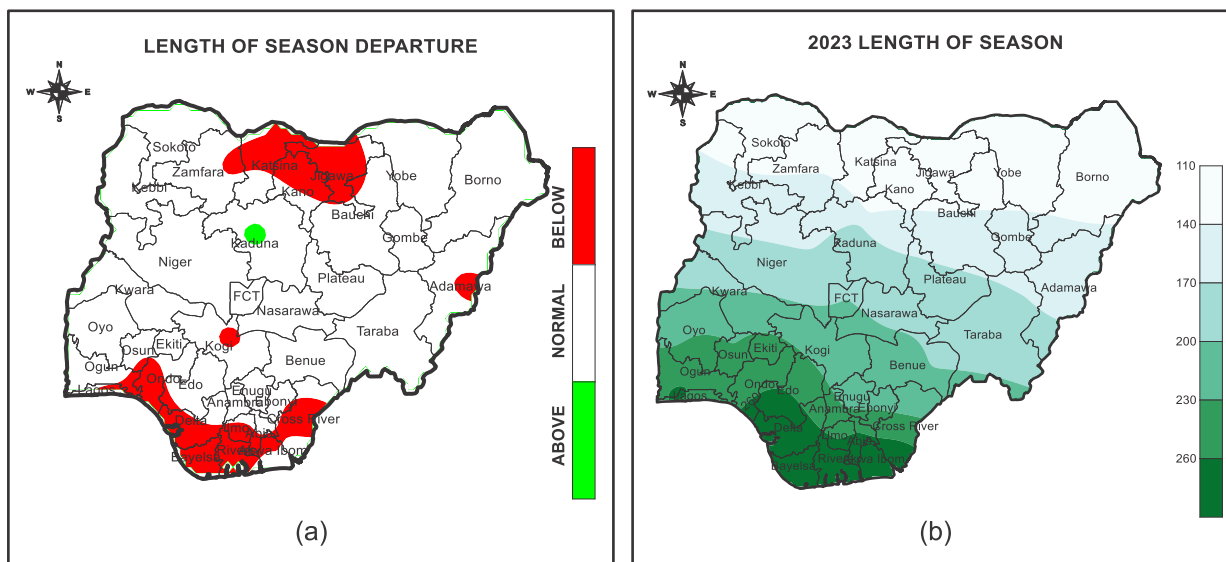 LENGTH OF SEASON DEPARTURE
N
W E
S
Sokoto
Katsina
Zamfara
Jigawa
Yobe
Borno
Kebbi
Kano
Bauchi
Gombe
Kaduna
Niger
Plateau
Adamawa
Kwara
FCT
Nasarawa
Oyo
Taraba
Kogi
Ekiti
Osun
Benue
Ogun
Ondo
Edo
Enugu
Lagos
Anambra
Ebonyi
Cross River
Delta
Imo
Abia
Rivers
Akwa Ibom
Bayelsa
BELOW
NORMAL
ABOVE
(a)
2023 LENGTH OF SEASON
N
W E
S
Sokoto
Katsina
Zamfara
Jigawa
Yobe
Borno
Kebbi
Kano
Bauchi
Gombe
Kaduna
Niger
Plateau
Adamawa
Kwara
FCT
Nasarawa
Oyo
Taraba
Kogi
Ekiti
Osun
Benue
Ogun
Ondo
Edo
Enugu
Lagos
Anambra
Ebonyi
Cross River
Delta
Imo
Abia
Rivers
Akwa Ibom
Bayelsa
110
140
170
200
230
260
(b)